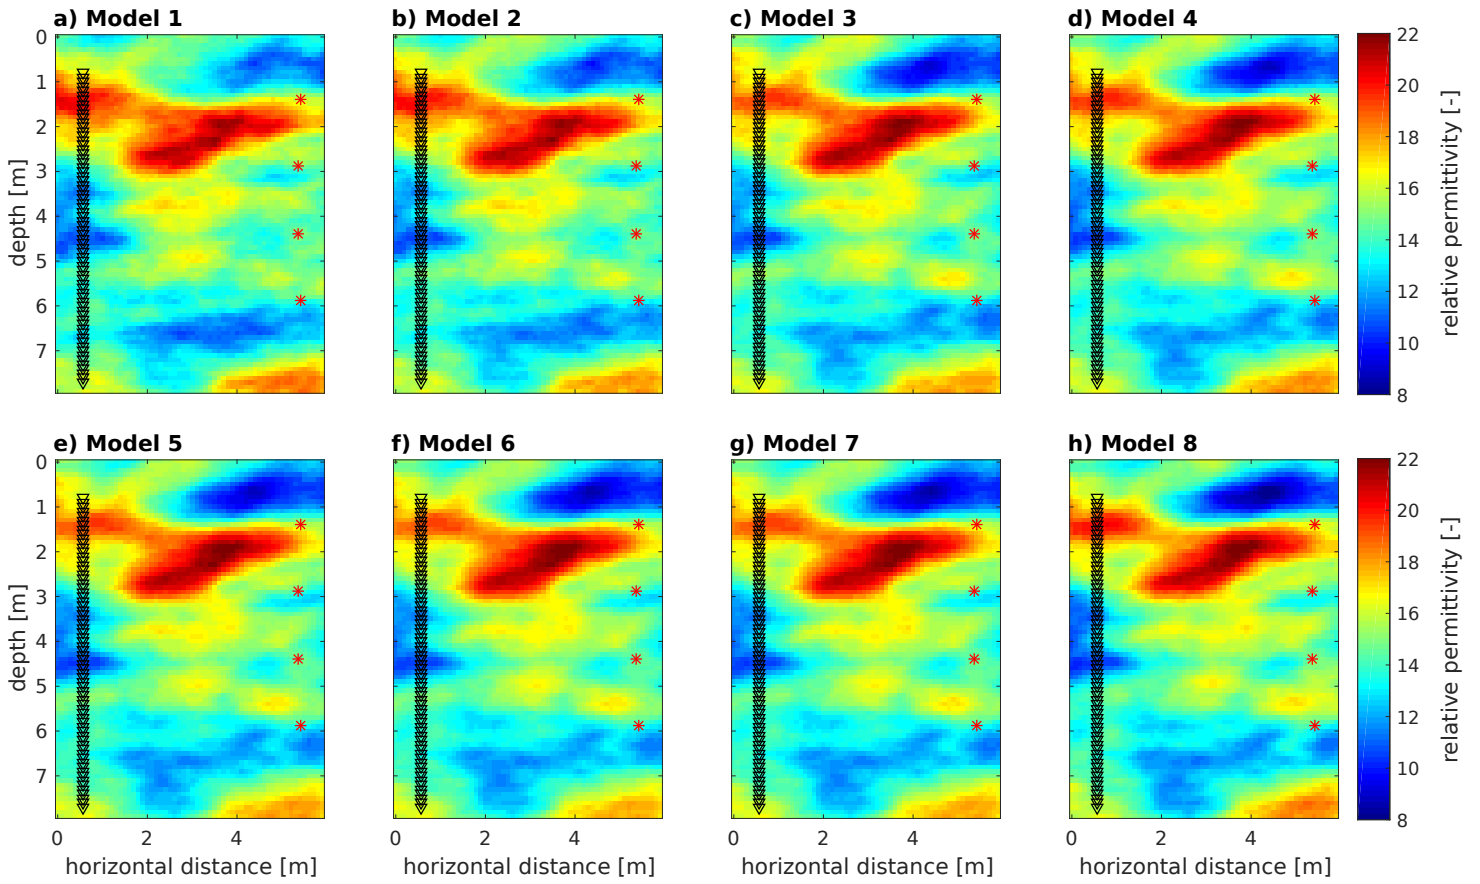 a) Model 1
b) Model 2
c) Model 3
d) Model 4
0
1
2
3
4
5
6
7
depth [m]
22
20
18
16
14
12
10
8
relative permittivity [-]
e) Model 5
f) Model 6
g) Model 7
h) Model 8
0
1
2
3
4
5
6
7
depth [m]
22
20
18
16
14
12
10
8
relative permittivity [-]
0 2 4
0 2 4
0 2 4
0 2 4
horizontal distance [m]
horizontal distance [m]
horizontal distance [m]
horizontal distance [m]